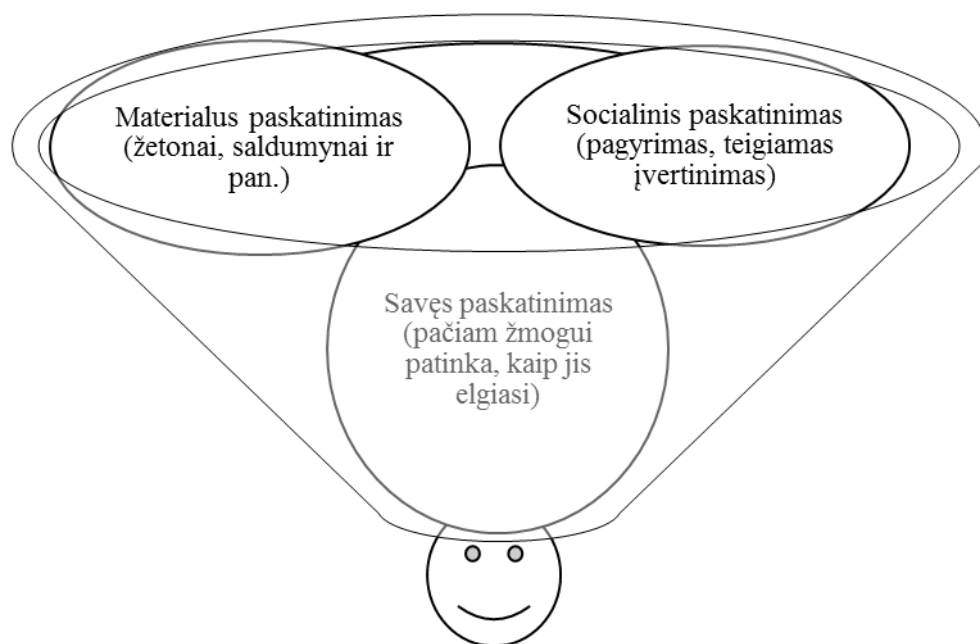 Materialus paskatinimas
(žetonai, saldumynai ir
pan.)
Socialinis paskatinimas
(pagyrimas, teigiamas
įvertinimas)
Savęs paskatinimas
(pačiam žmogui
patinka, kaip jis
elgiasi)